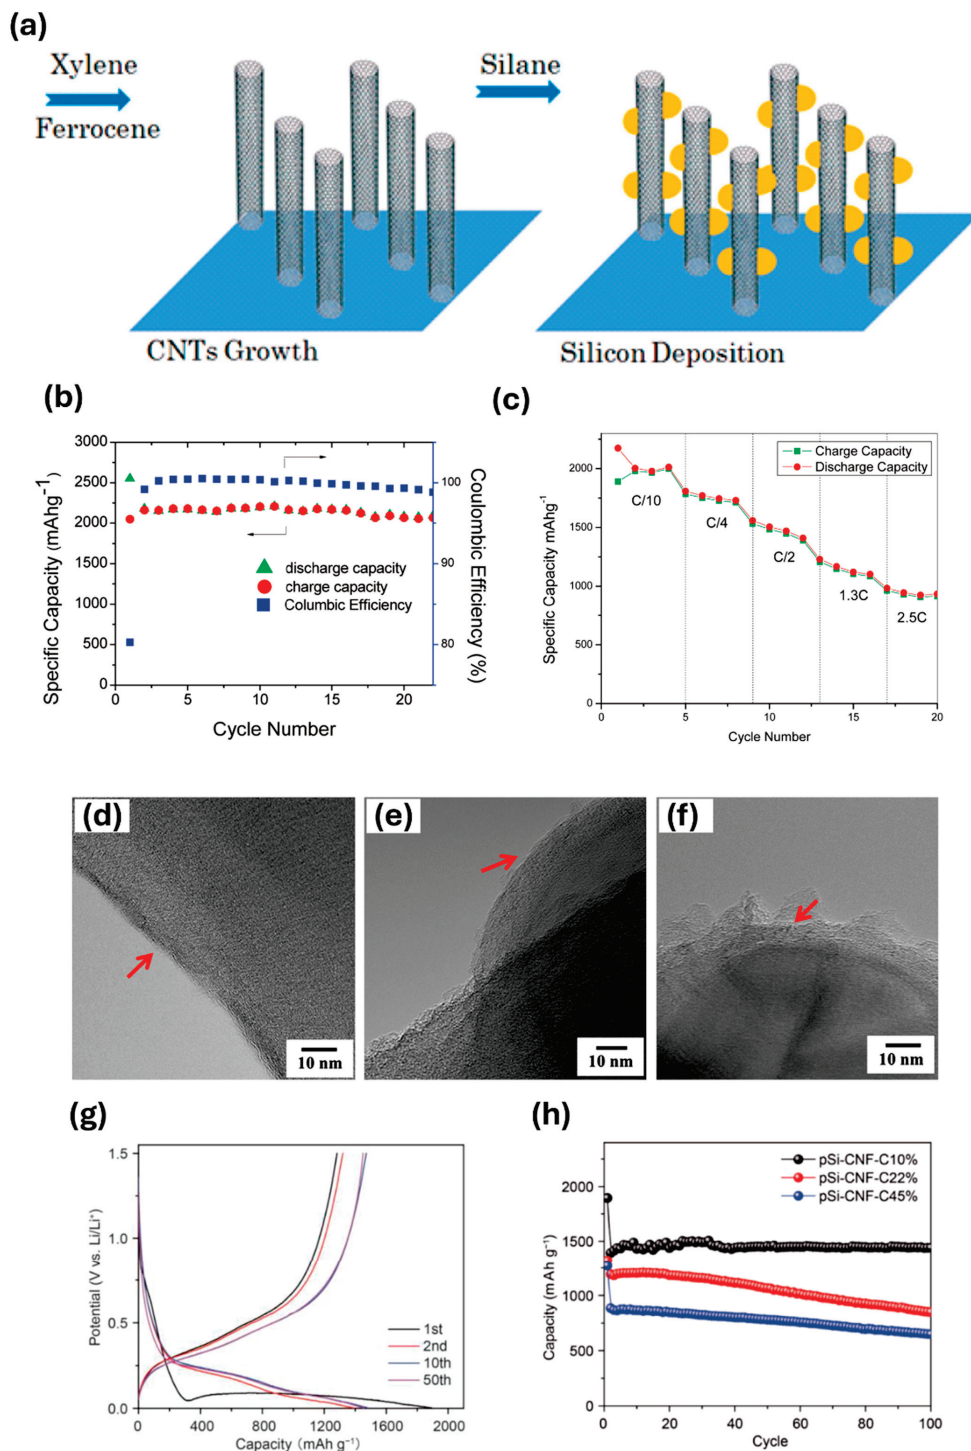 (a)
Xylene
Ferrocene
Silane
CNTs Growth
Silicon Deposition
(b)
3000
2500
2000
1500
1000
500
0
100
90
80
0 5 10 15 20
Specific Capacity (mAhg⁻¹)
Coulombic Efficiency (%)
Cycle Number
discharge capacity
charge capacity
Columbic Efficiency
(c)
2000
1500
1000
500
0
0 5 10 15 20
Specific Capacity mAhg⁻¹
Cycle Number
Charge Capacity
Discharge Capacity
C/10
C/4
C/2
1.3C
2.5C
(d)
10 nm
(e)
10 nm
(f)
10 nm
(g)
1.5
1.0
0.5
0.0
0 400 800 1200 1600 2000
Potential (V vs. Li/Li⁺)
Capacity (mAh g⁻¹)
1st
2nd
10th
50th
(h)
2000
1500
1000
500
0
0 20 40 60 80 100
Capacity (mA h g⁻¹)
Cycle
pSi-CNF-C10%
pSi-CNF-C22%
pSi-CNF-C45%